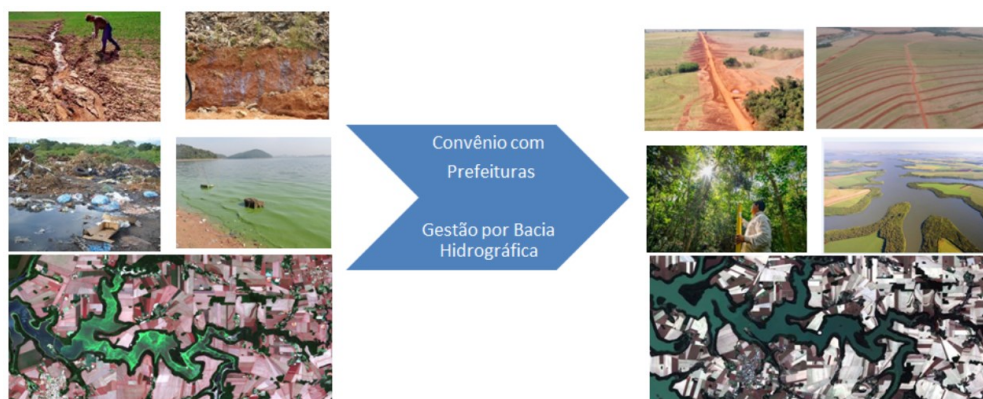 Convênio com
Prefeituras
Gestão por Bacia
Hidrográfica